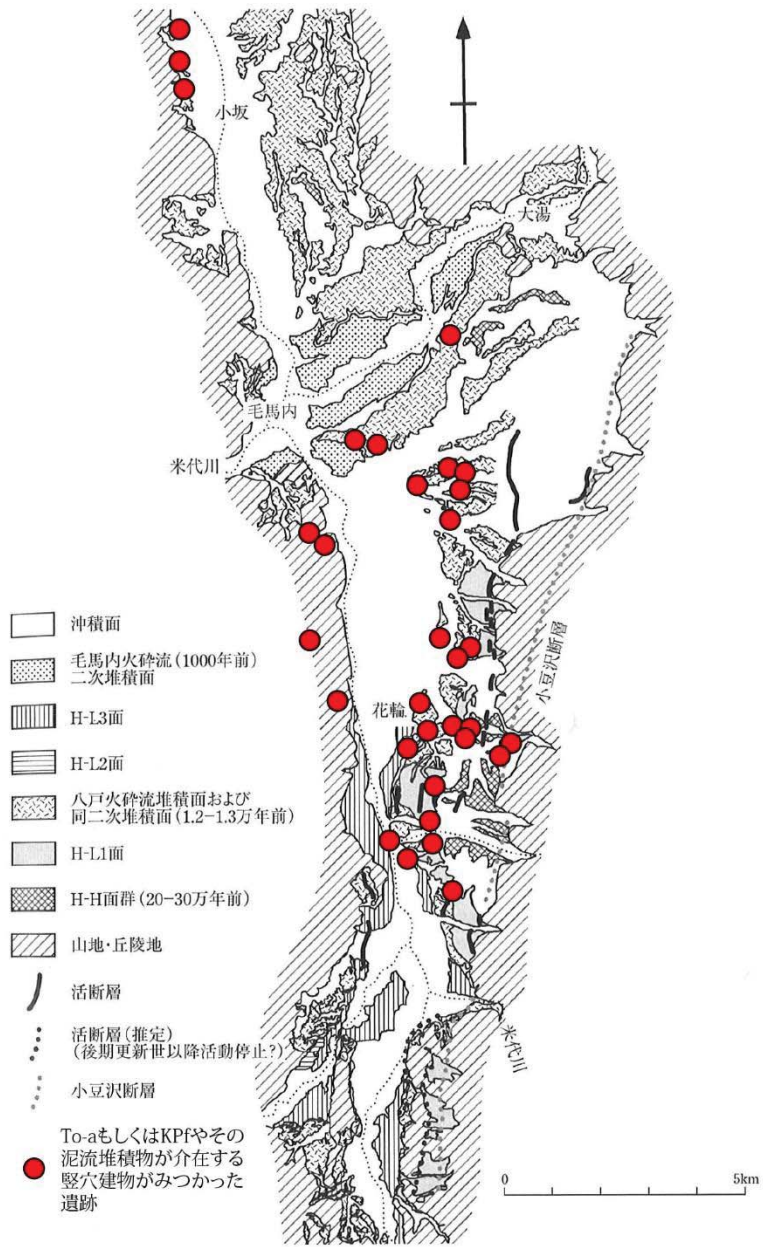 小坂
大湯
毛馬内
米代川
花輪
小豆沢断層
米代川
沖積面
毛馬内火砕流(1000年前)
二次堆積面
H-L3面
H-L2面
八戸火砕流堆積面および
同二次堆積面(1.2-1.3万年前)
H-L1面
H-H面群(20-30万年前)
山地・丘陵地
活断層
活断層(推定)
(後期更新世以降活動停止?)
小豆沢断層
To-aもしくはKPfやその
泥流堆積物が介在する
竪穴建物がみつかった
遺跡
0 5km